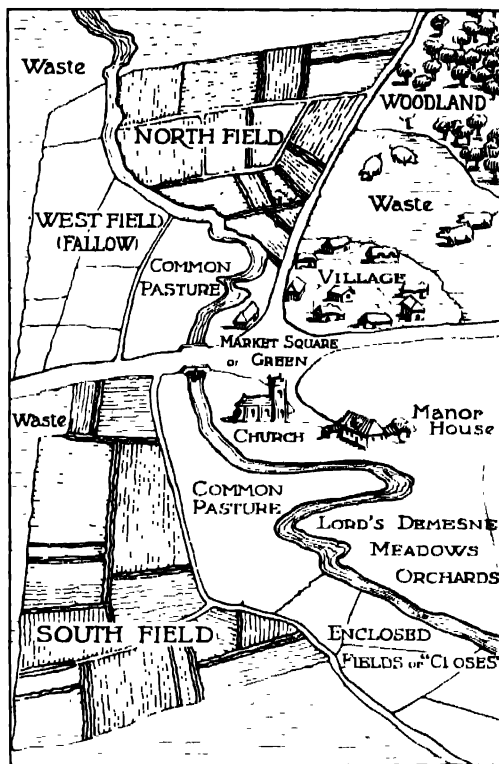 Waste
WOODLAND
NORTH FIELD
Waste
WEST FIELD
(FALLOW)
COMMON
PASTURE
VILLAGE
MARKET SQUARE
or GREEN
Waste
CHURCH
MANOR
HOUSE
COMMON
PASTURE
LORD'S DEMESNE
MEADOWS
ORCHARDS
SOUTH FIELD
ENCLOSED
FIELDS or "CLOSES"